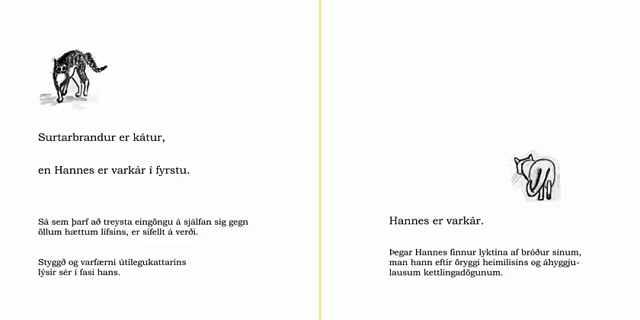 Surtarbrandur er kátur,
en Hannes er varkár í fyrstu.
Sá sem þarf að treysta eingöngu á sjálfan sig gegn
öllum hættum lífsins, er sífellt á verði.
Styggð og varfærni útilegukattarins
lýsir sér í fasi hans.
Hannes er varkár.
Þegar Hannes finnur lyktina af bróður sínum,
man hann eftir öryggi heimilisins og áhyggju-
lausum kettlingadögunum.